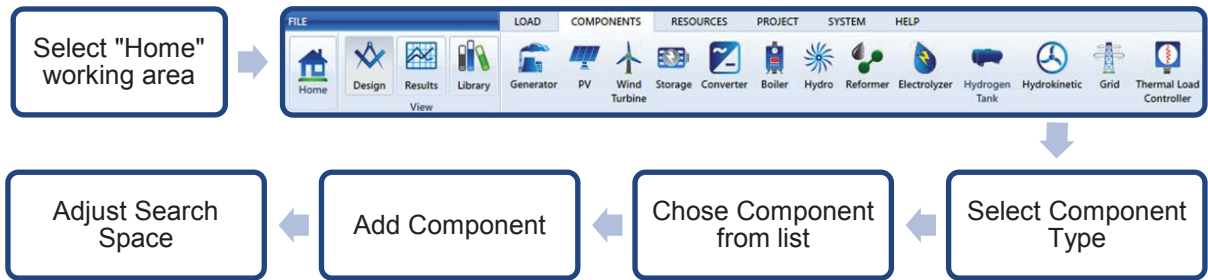 Select "Home"
working area
FILE
LOAD COMPONENTS RESOURCES PROJECT SYSTEM HELP
Home Design Results Library Generator PV Wind Storage Converter Boiler Hydro Reformer Electrolyzer Hydrogen Hydrokinetic Grid Thermal Load
View Turbine Tank Controller
Adjust Search
Space
Add Component
Chose Component
from list
Select Component
Type